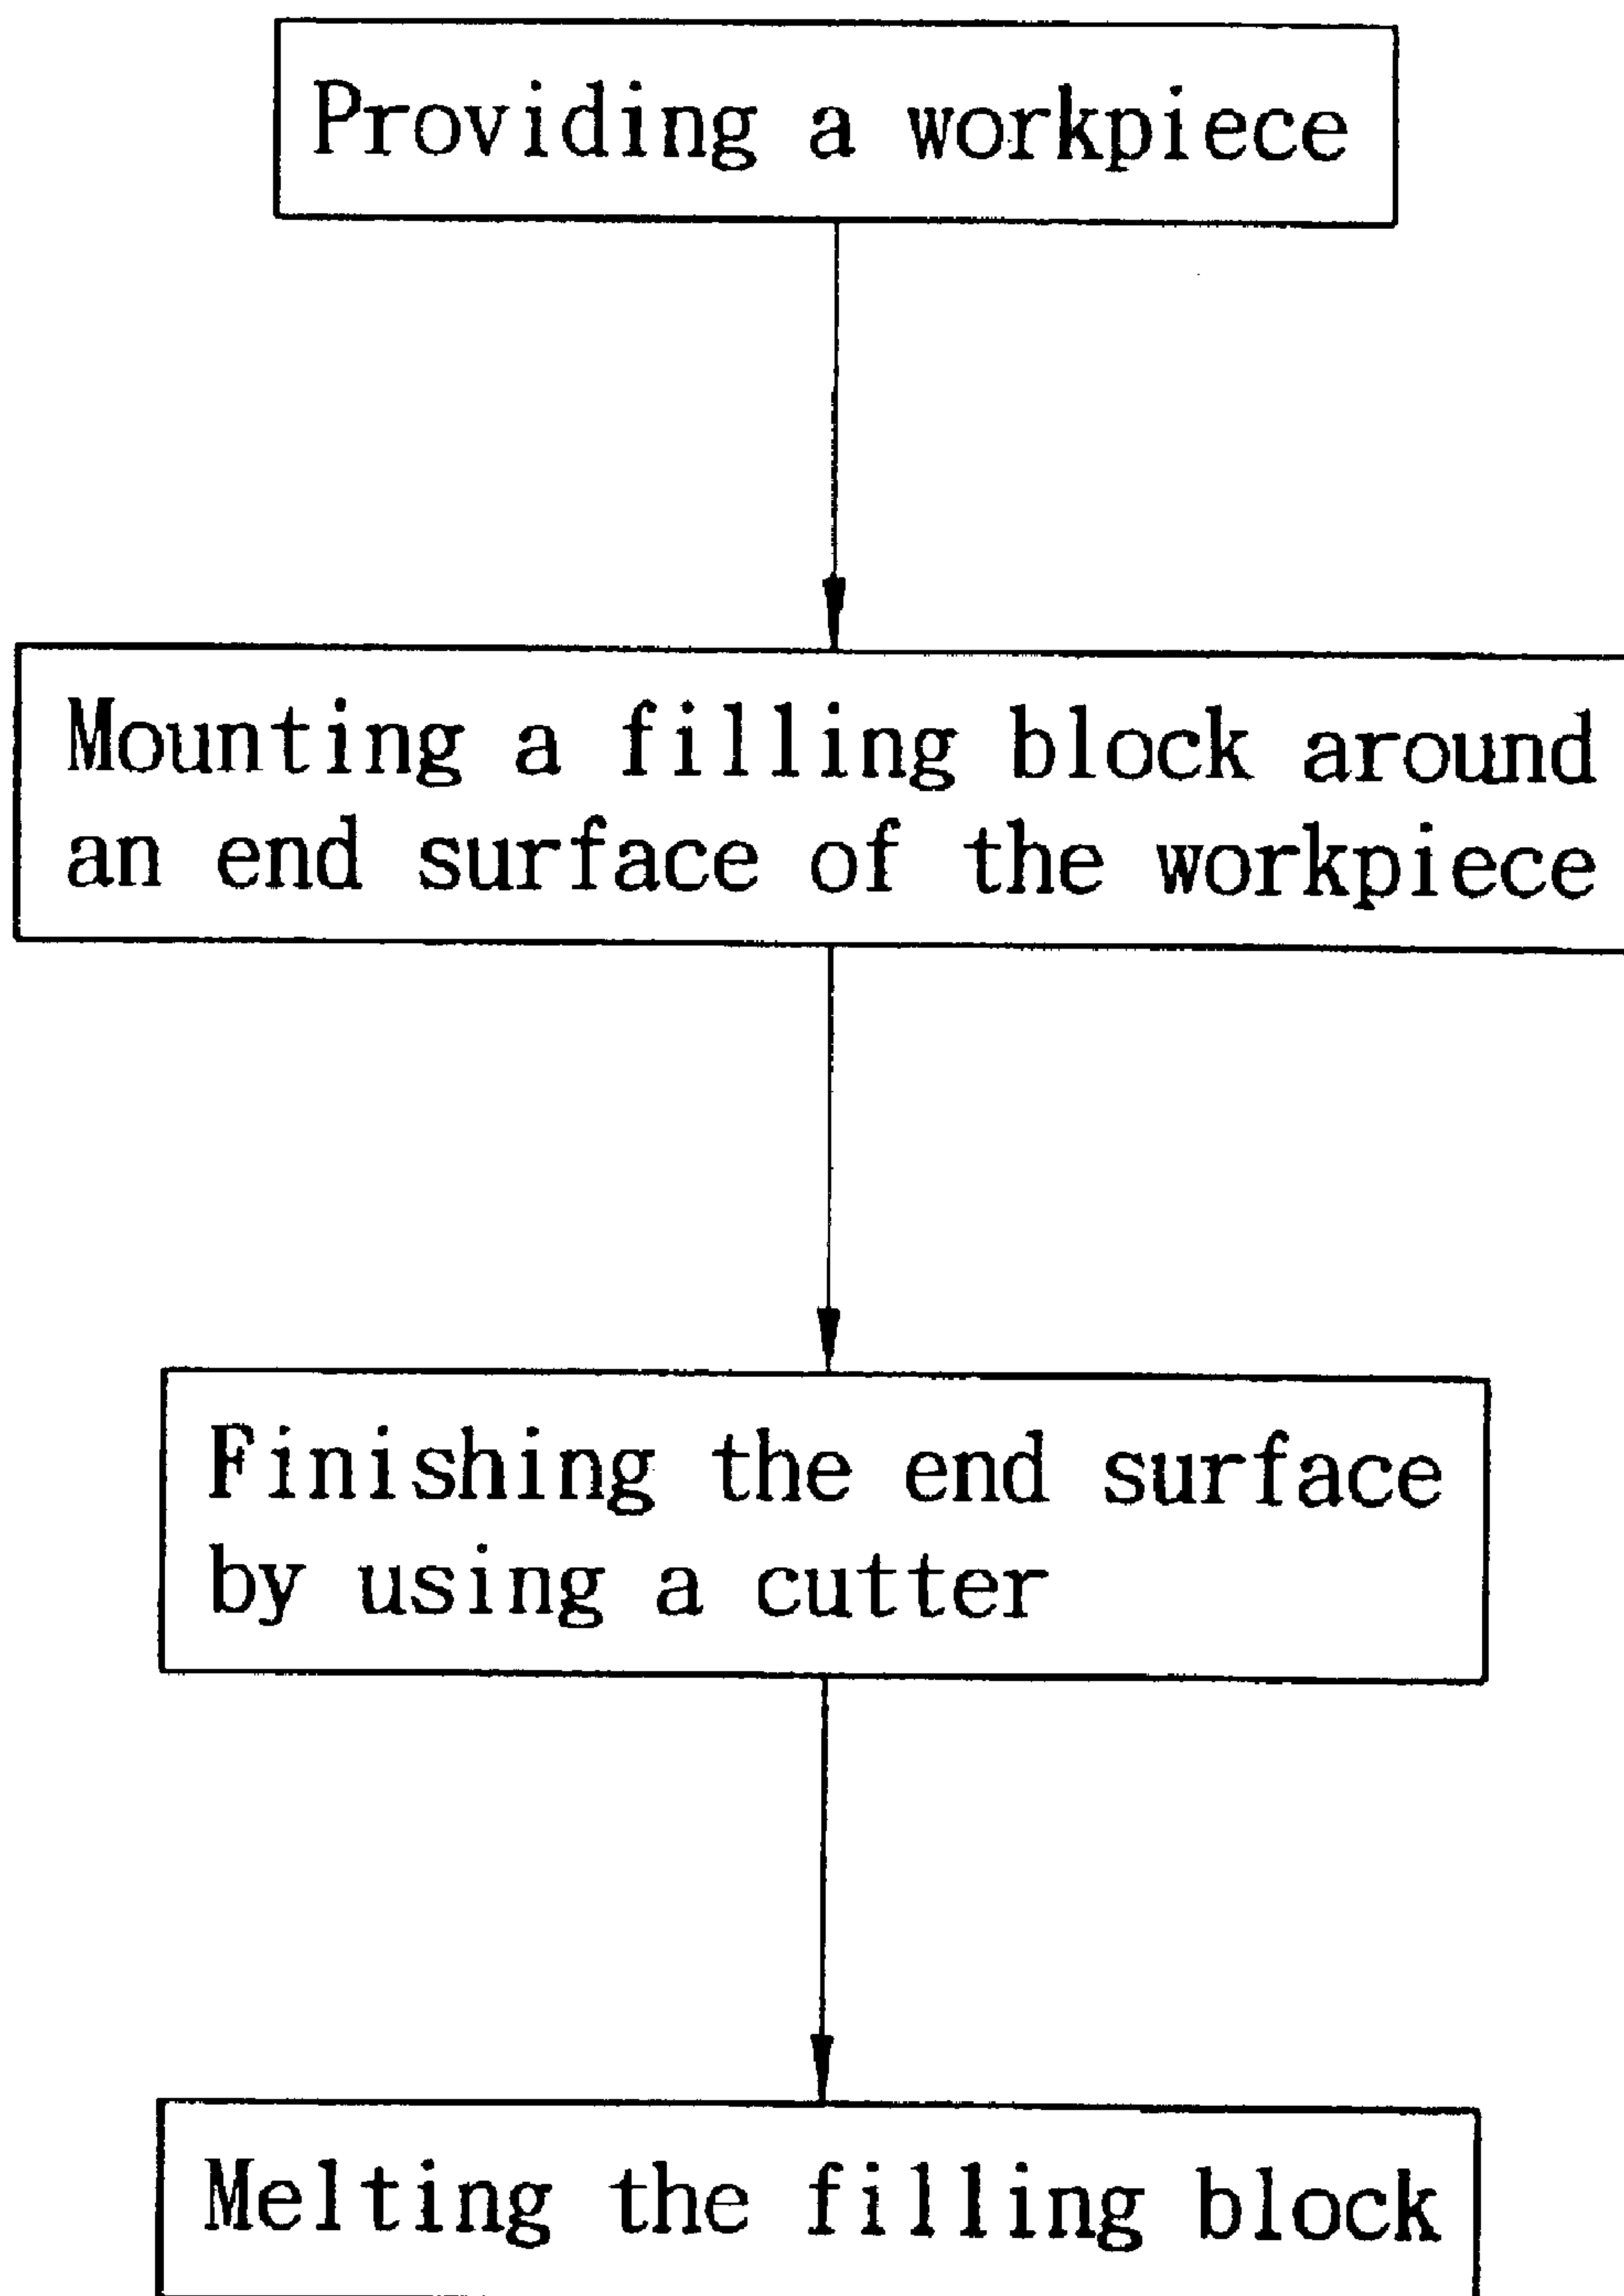 Providing a workpiece
Mounting a filling block around
an end surface of the workpiece
Finishing the end surface
by using a cutter
Melting the filling block